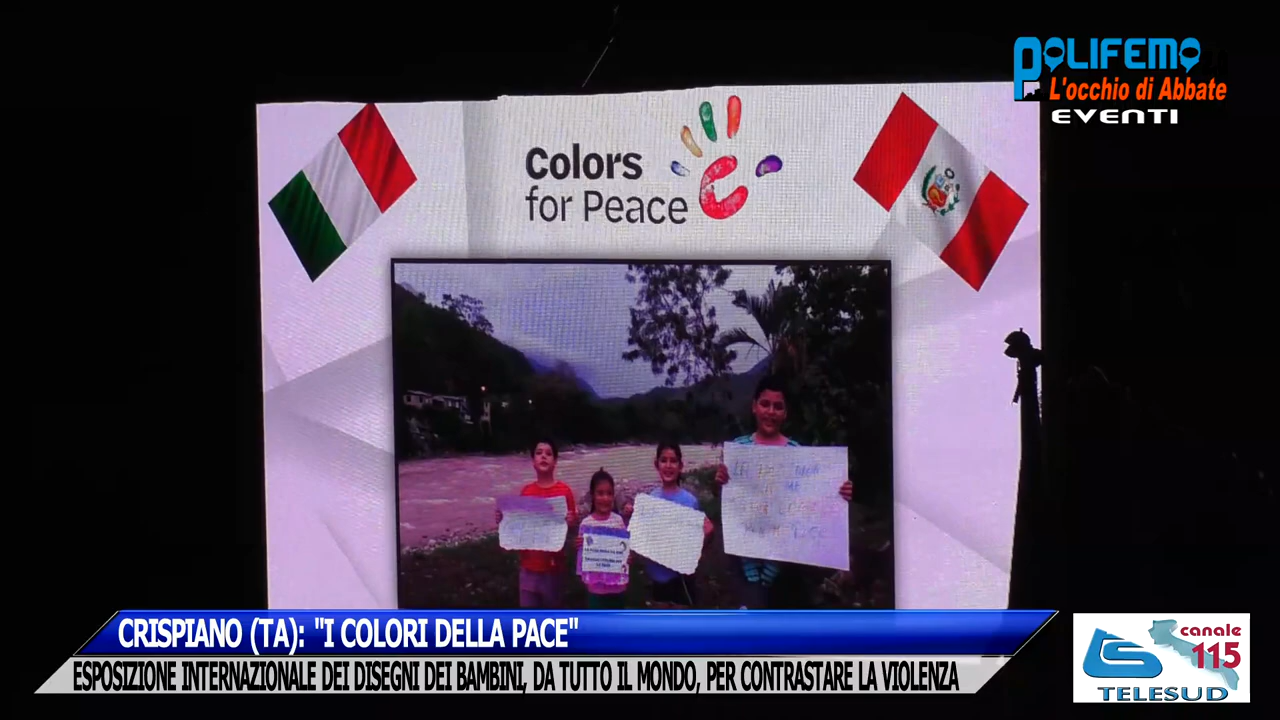 POLIFEMO
L'occhio di Abbate
EVENTI
Colors
for Peace
CRISPIANO (TA): "I COLORI DELLA PACE"
ESPOSIZIONE INTERNAZIONALE DEI DISEGNI DEI BAMBINI, DA TUTTO IL MONDO, PER CONTRASTARE LA VIOLENZA
canale
115
TELESUD